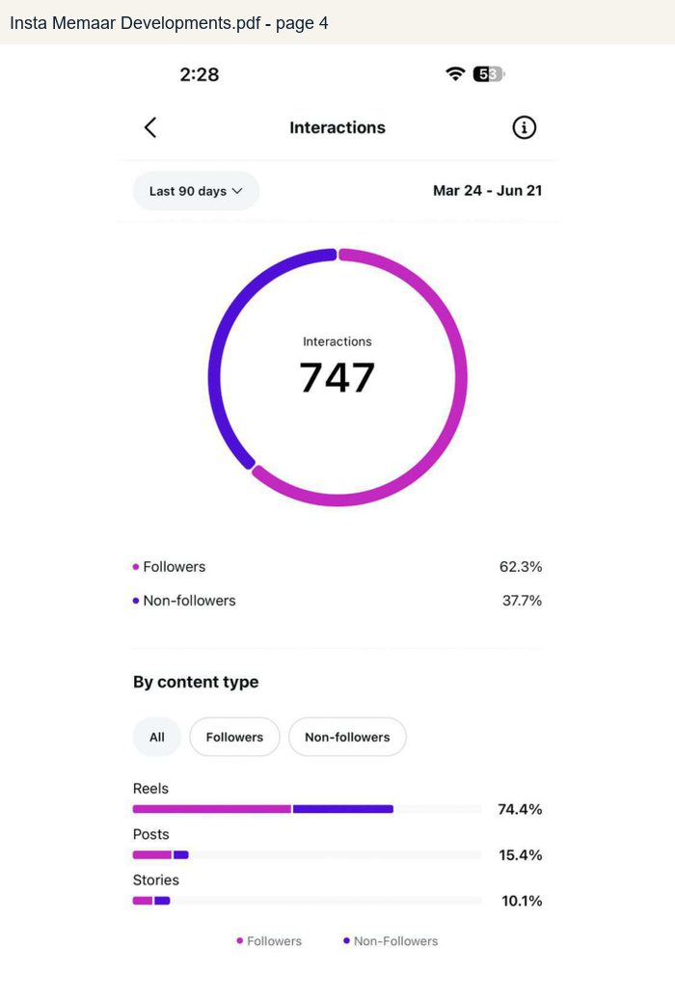 Insta Memaar Developments.pdf - page 4
2:28
53
Interactions
Last 90 days
Mar 24 - Jun 21
Interactions
747
Followers 62.3%
Non-followers 37.7%
By content type
All Followers Non-followers
Reels
74.4%
Posts
15.4%
Stories
10.1%
Followers Non-Followers